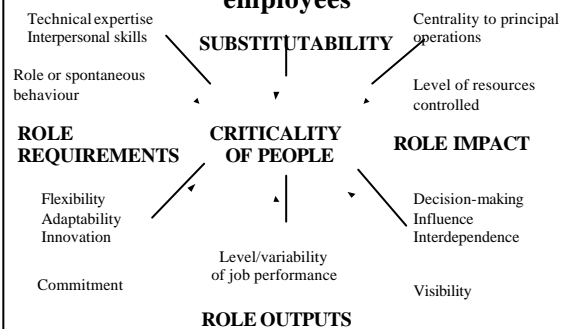 employees
Technical expertise
Interpersonal skills
SUBSTITUTABILITY
Centrality to principal
operations
Role or spontaneous
behaviour
Level of resources
controlled
ROLE
REQUIREMENTS
CRITICALITY
OF PEOPLE
ROLE IMPACT
Flexibility
Adaptability
Innovation
Commitment
Level/variability
of job performance
Decision-making
Influence
Interdependence
Visibility
ROLE OUTPUTS